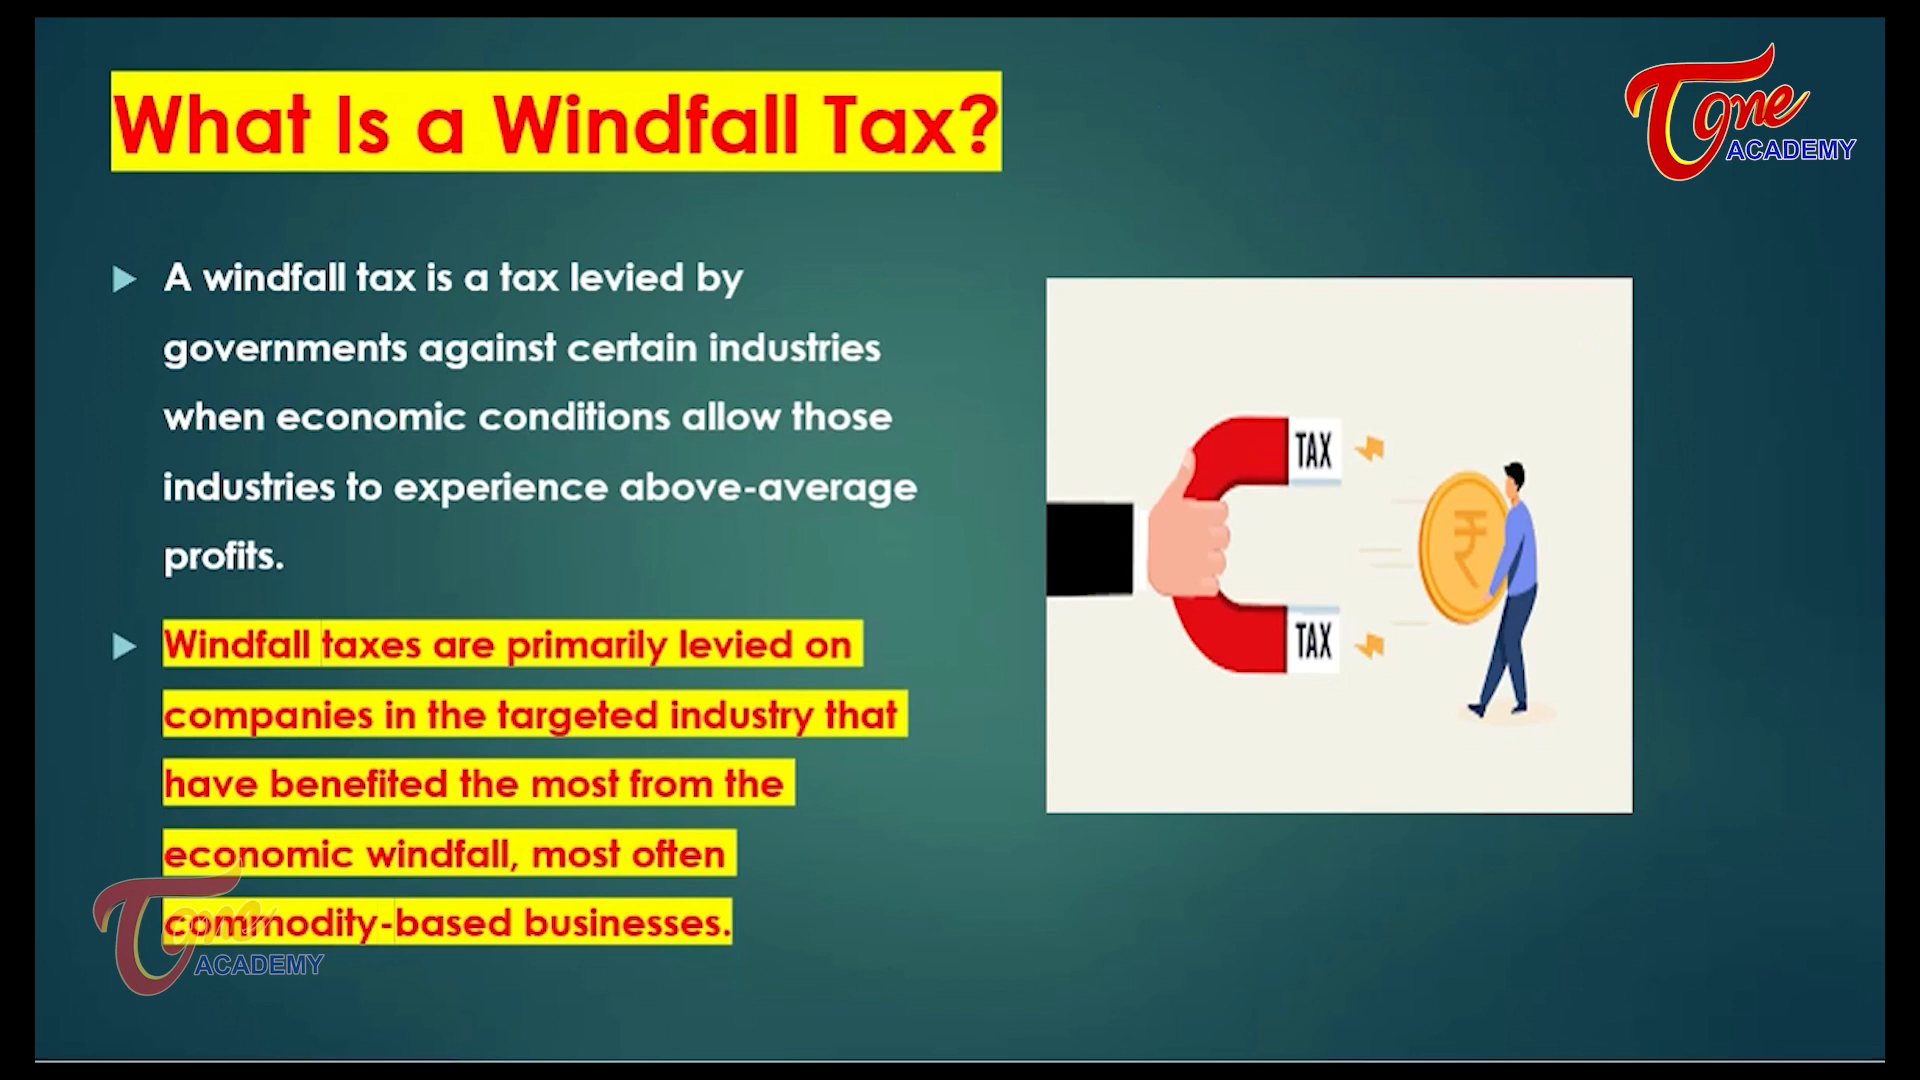 What Is a Windfall Tax?
Tone
ACADEMY
A windfall tax is a tax levied by
governments against certain industries
when economic conditions allow those
industries to experience above-average
profits.
TAX
₹
TAX
Windfall taxes are primarily levied on
companies in the targeted industry that
have benefited the most from the
economic windfall, most often
commodity-based businesses.
Tone
ACADEMY